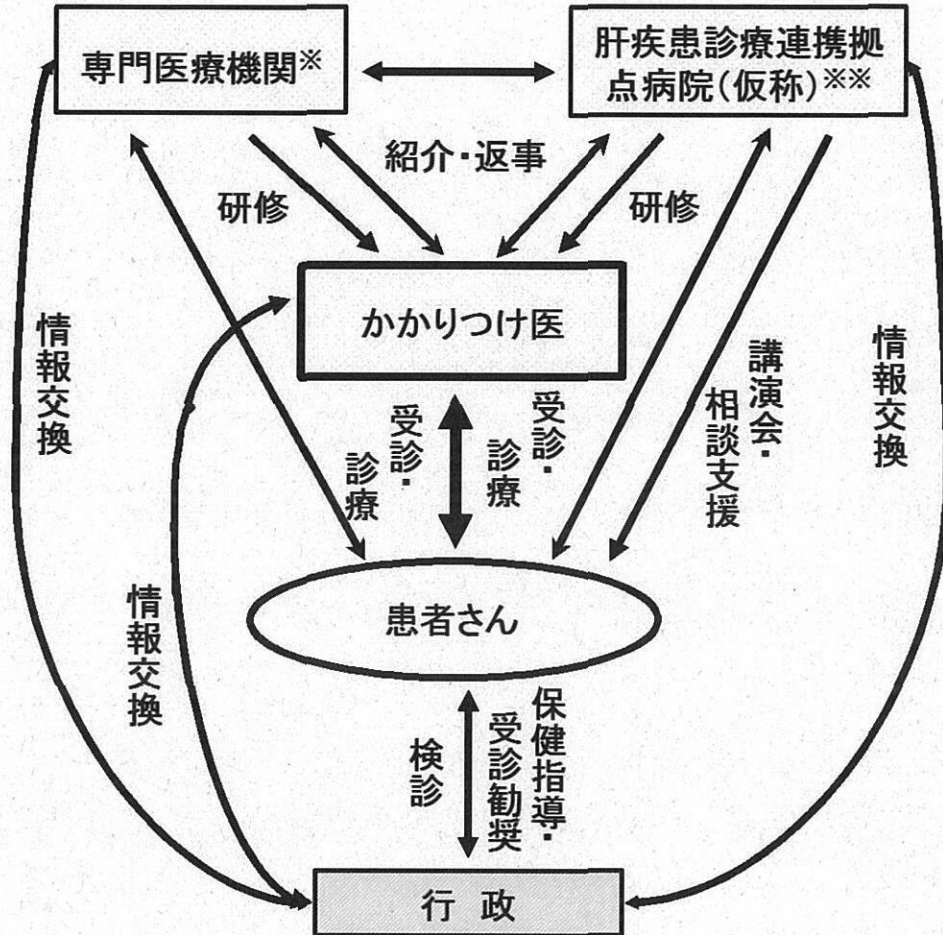 専門医療機関※
肝疾患診療連携拠
点病院(仮称)※※
紹介・返事
研修
研修
かかりつけ医
情報交換
受診・
診療
受診・
診療
講演会・
相談支援
情報交換
患者さん
情報交換
検診
保健指導・
受診勧奨
行 政